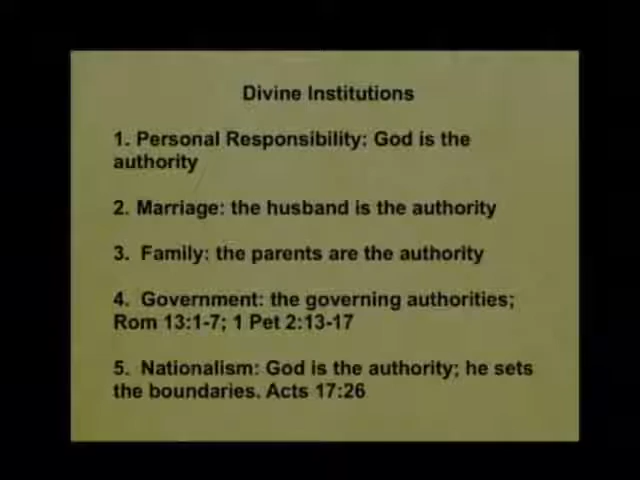 Divine Institutions
1. Personal Responsibility: God is the
authority
2. Marriage: the husband is the authority
3. Family: the parents are the authority
4. Government: the governing authorities;
Rom 13:1-7; 1 Pet 2:13-17
5. Nationalism: God is the authority; he sets
the boundaries. Acts 17:26